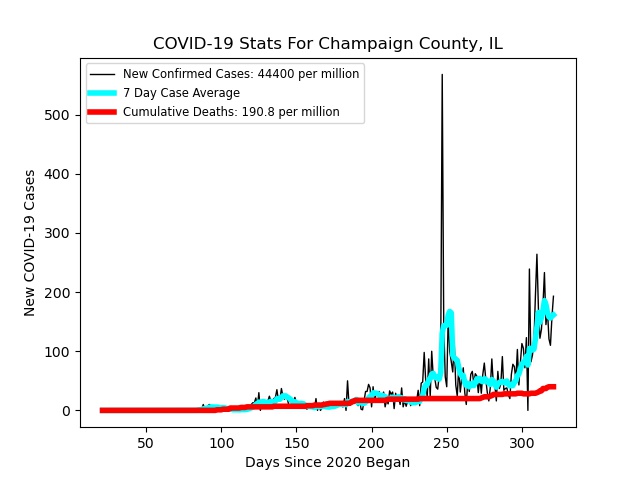 COVID-19 Stats For Champaign County, IL
New Confirmed Cases: 44400 per million
7 Day Case Average
Cumulative Deaths: 190.8 per million
New COVID-19 Cases
500
400
300
200
100
0
50 100 150 200 250 300
Days Since 2020 Began